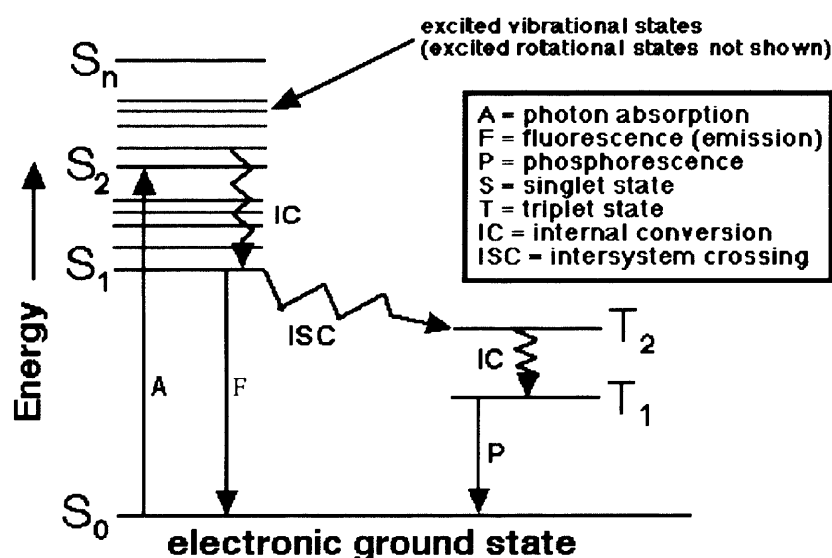 excited vibrational states
(excited rotational states not shown)
Sn
A = photon absorption
F = fluorescence (emission)
P = phosphorescence
S = singlet state
T = triplet state
IC = internal conversion
ISC = intersystem crossing
S2
IC
S1
ISC
T2
IC
T1
Energy
A
F
P
S0
electronic ground state